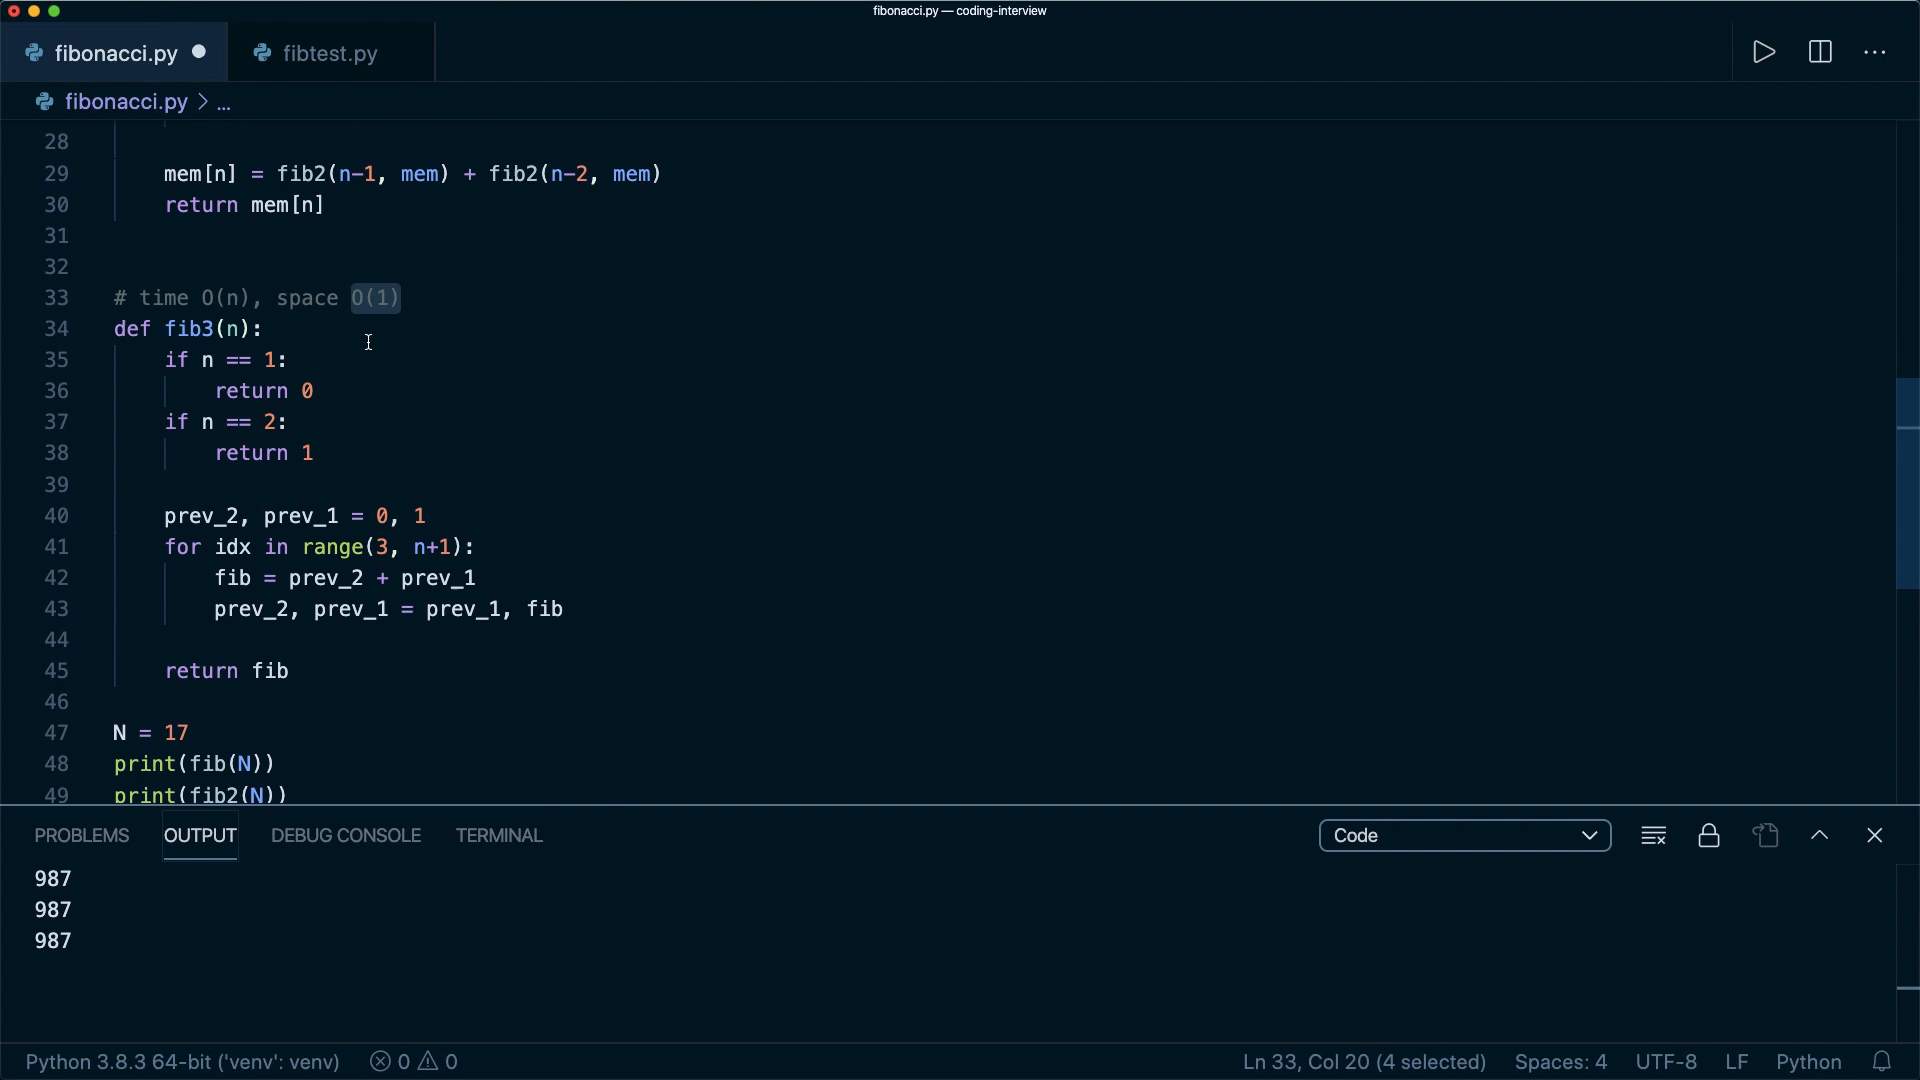 fibonacci.py — coding-interview
fibonacci.py fibtest.py
fibonacci.py > ...
28
29 mem[n] = fib2(n-1, mem) + fib2(n-2, mem)
30 return mem[n]
31
32
33 # time O(n), space O(1)
34 def fib3(n):
35 if n == 1:
36 return 0
37 if n == 2:
38 return 1
39
40 prev_2, prev_1 = 0, 1
41 for idx in range(3, n+1):
42 fib = prev_2 + prev_1
43 prev_2, prev_1 = prev_1, fib
44
45 return fib
46
47 N = 17
48 print(fib(N))
49 print(fib2(N))
PROBLEMS OUTPUT DEBUG CONSOLE TERMINAL Code
987
987
987
Python 3.8.3 64-bit ('venv': venv) 0 0 Ln 33, Col 20 (4 selected) Spaces: 4 UTF-8 LF Python